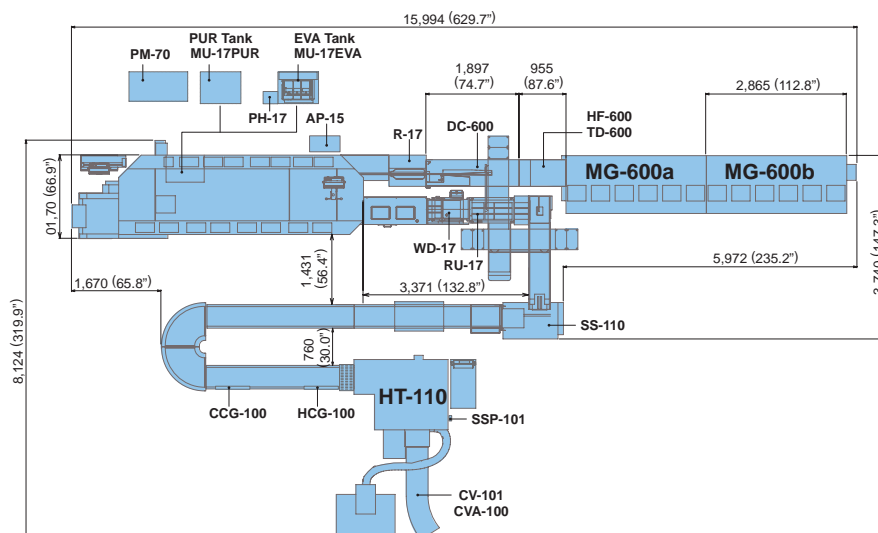 15,994 (629.7")
PM-70
PUR Tank
MU-17PUR
EVA Tank
MU-17EVA
PH-17
AP-15
1,897
(74.7")
955
(87.6")
2,865 (112.8")
R-17
DC-600
HF-600
TD-600
MG-600a
MG-600b
01,70 (66.9")
WD-17
RU-17
1,670 (65.8")
1,431
(56.4")
3,371 (132.8")
5,972 (235.2")
SS-110
8,124 (319.9")
760
(30.0")
HT-110
CCG-100
HCG-100
SSP-101
CV-101
CVA-100